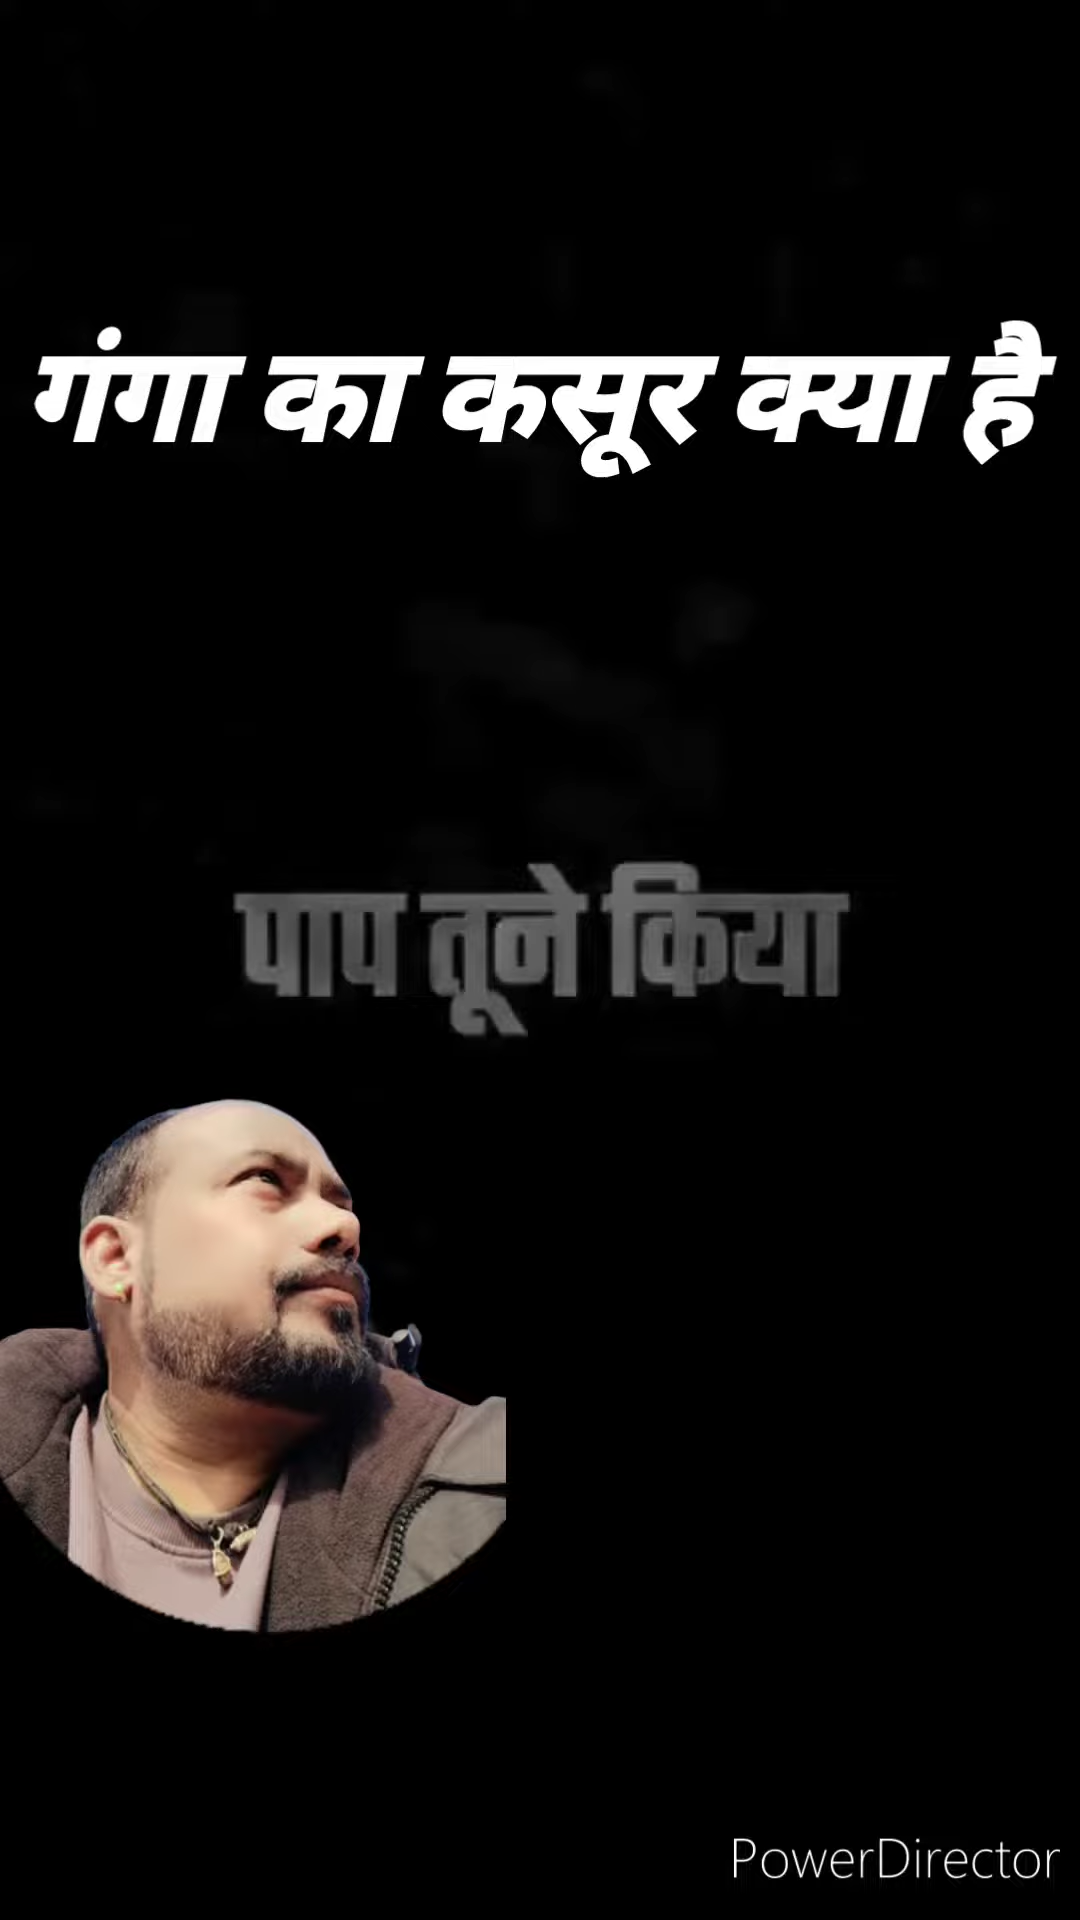 गंगा का कसूर क्या है
पाप तूने किया
PowerDirector